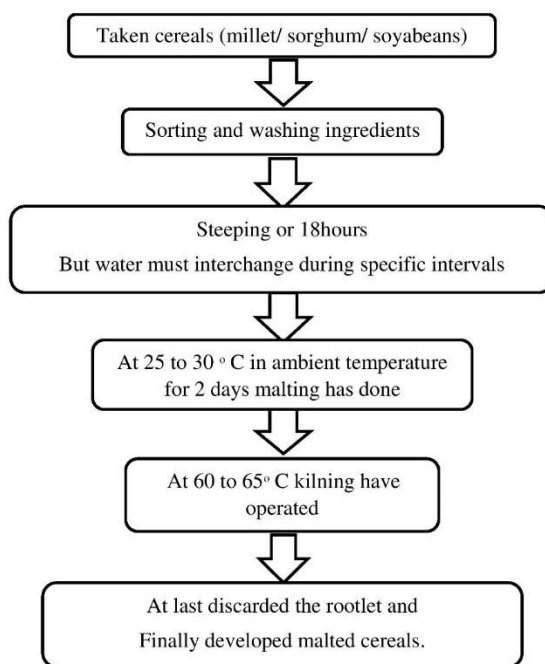 Taken cereals (millet/ sorghum/ soyabeans)
Sorting and washing ingredients
Steeping or 18hours
But water must interchange during specific intervals
At 25 to 30 ° C in ambient temperature
for 2 days malting has done
At 60 to 65° C kilning have
operated
At last discarded the rootlet and
Finally developed malted cereals.